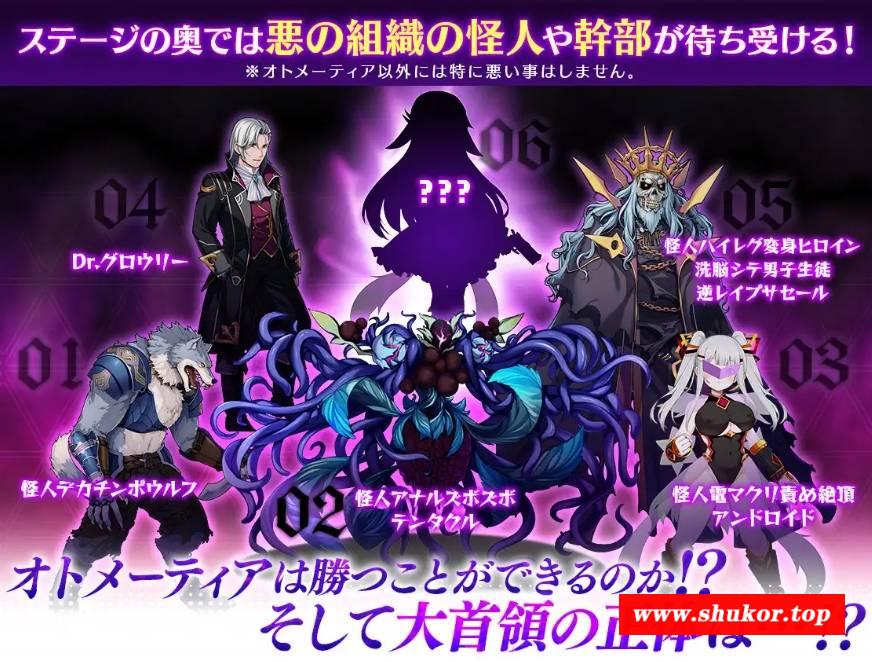 ステージの奥では悪の組織の怪人や幹部が待ち受ける！
※オトメーティア以外には特に悪い事はしません。
06
???
04
Dr.グロウリー
05
怪人ハイレグ変身ヒロイン
洗脳シテ男子生徒
逆レイプサセール
01
怪人デカチンポウルフ
02
怪人アナルズボズボ
テンタクル
03
怪人電マクリ責め絶頂
アンドロイド
オトメーティアは勝つことができるのか!?
そして大首領の正体は
!?
www.shukor.top